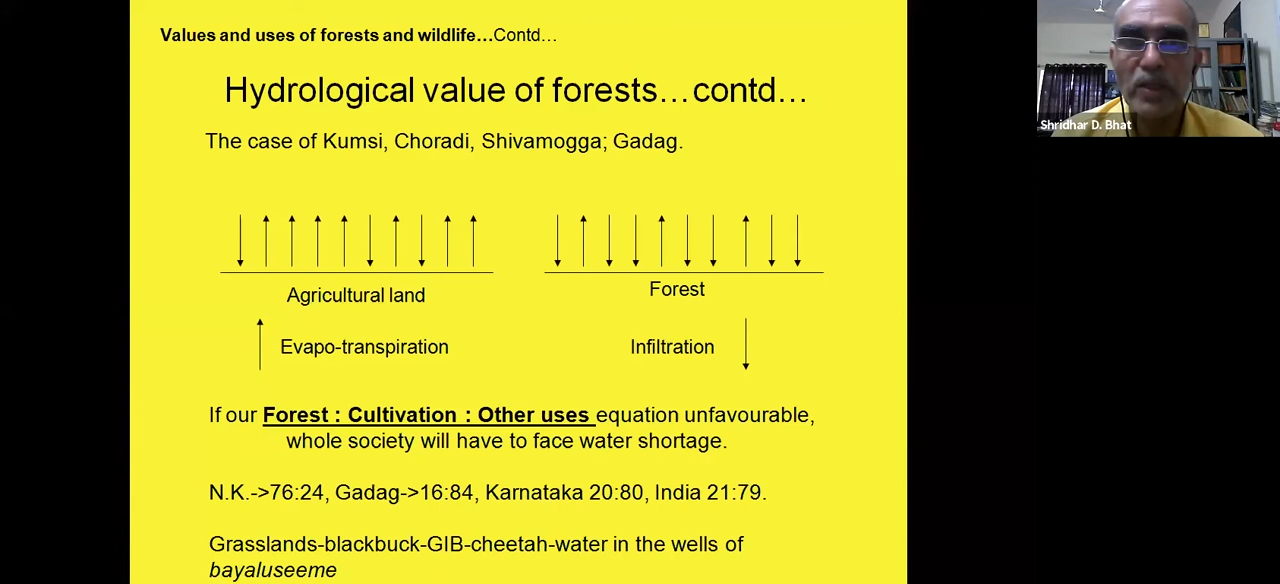 Values and uses of forests and wildlife…Contd…
Hydrological value of forests…contd…
The case of Kumsi, Choradi, Shivamogga; Gadag.
Agricultural land
Forest
Evapo-transpiration
Infiltration
If our Forest : Cultivation : Other uses equation unfavourable,
whole society will have to face water shortage.
N.K.->76:24, Gadag->16:84, Karnataka 20:80, India 21:79.
Grasslands-blackbuck-GIB-cheetah-water in the wells of
bayaluseeme
Shridhar D. Bhat